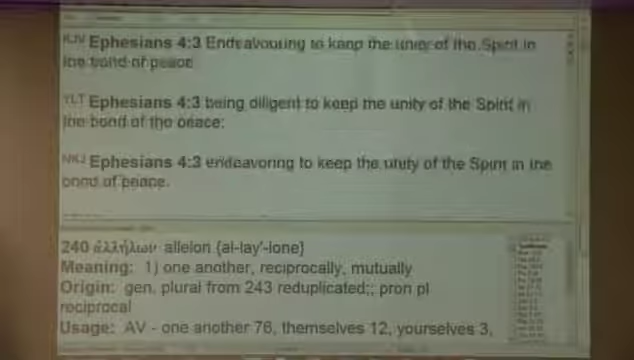 KJV Ephesians 4:3 Endeavouring to keep the unity of the Spirit in
the bond of peace
YLT Ephesians 4:3 being diligent to keep the unity of the Spirit in
the bond of the peace;
NKJ Ephesians 4:3 endeavoring to keep the unity of the Spirit in the
bond of peace.
240 ἀλλήλων allelon {al-lay'-lone}
Meaning: 1) one another, reciprocally, mutually
Origin: gen. plural from 243 reduplicated;; pron pl
reciprocal
Usage: AV - one another 76, themselves 12, yourselves 3,